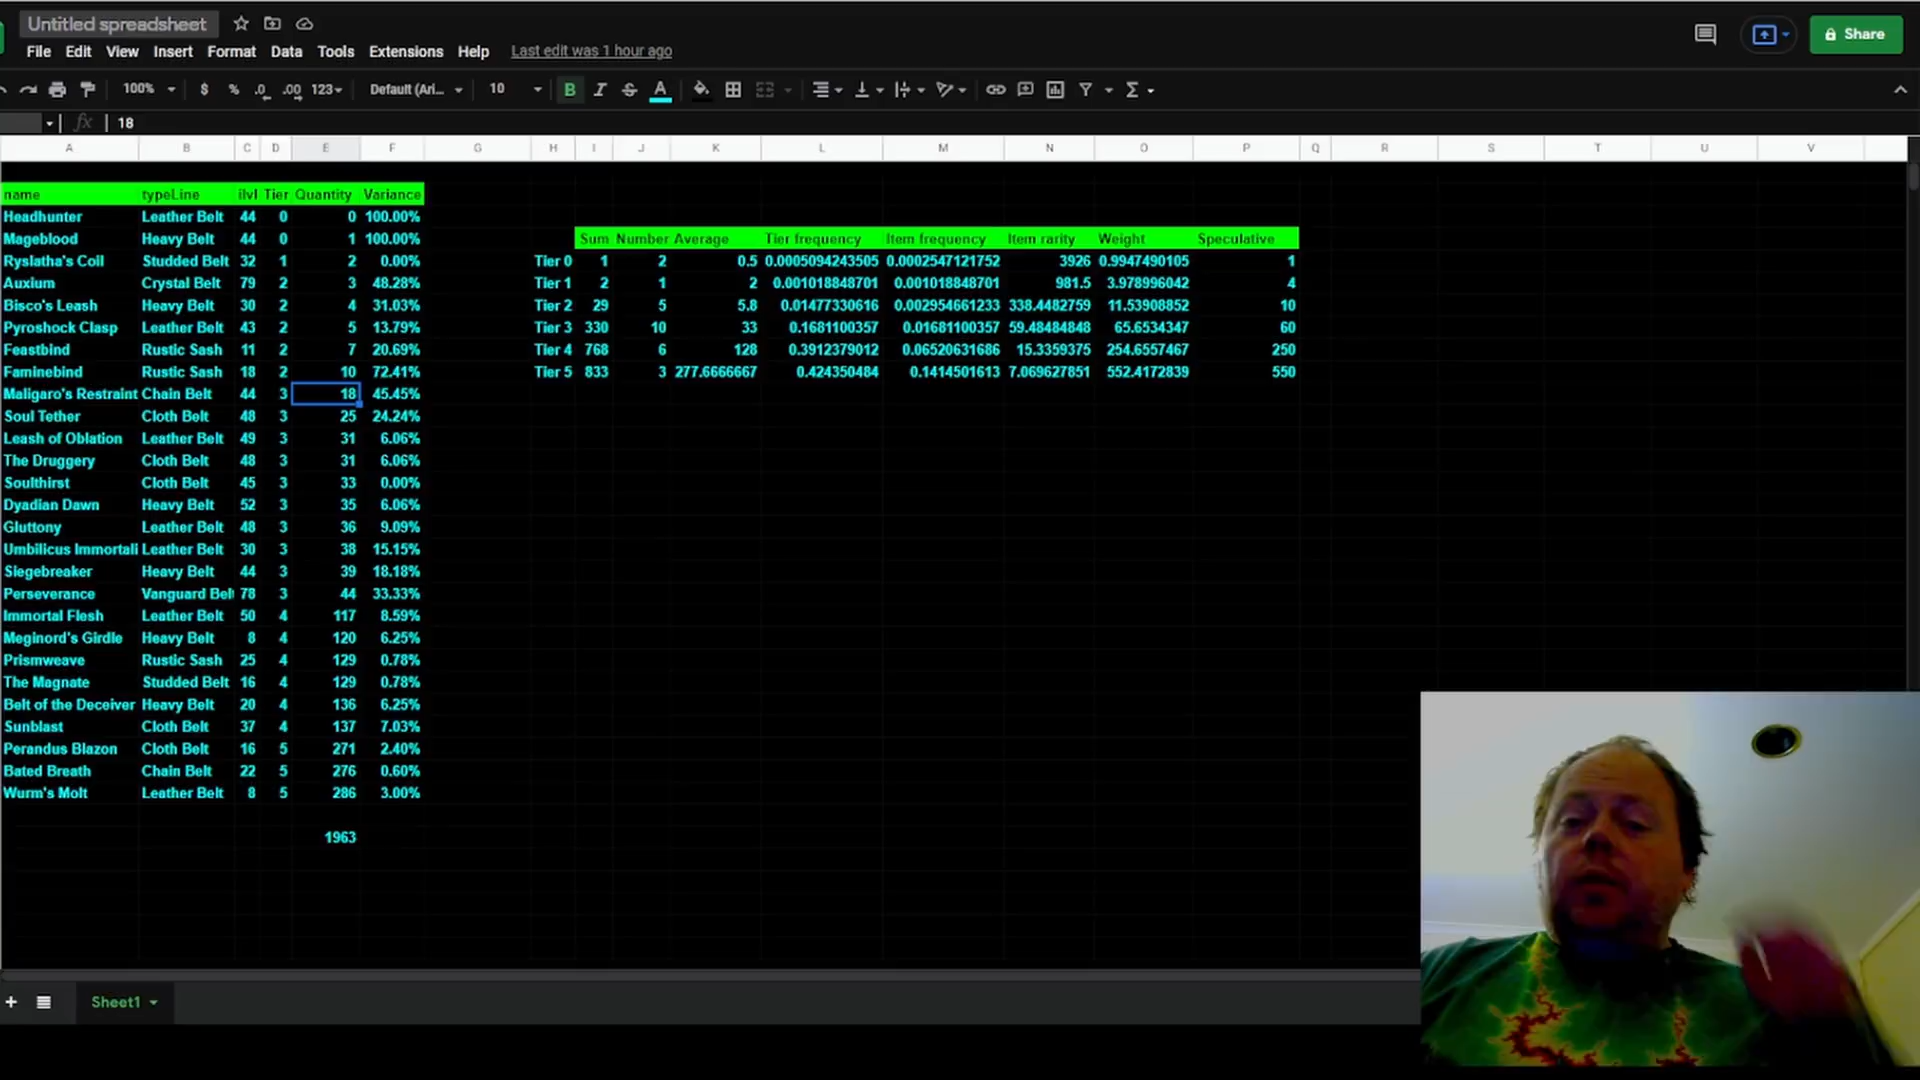 Untitled spreadsheet
File Edit View Insert Format Data Tools Extensions Help Last edit was 1 hour ago
Share
100% $ % .0 .00 123 Default (Ari... 10 B I S A Σ
fx 18
A B C D E F G H I J K L M N O P Q R S T U V
name typeLine ilvl Tier Quantity Variance
Headhunter Leather Belt 44 0 0 100.00%
Mageblood Heavy Belt 44 0 1 100.00%
Ryslatha's Coil Studded Belt 32 1 2 0.00%
Auxium Crystal Belt 79 2 3 48.28%
Bisco's Leash Heavy Belt 30 2 4 31.03%
Pyroshock Clasp Leather Belt 43 2 5 13.79%
Feastbind Rustic Sash 11 2 7 20.69%
Faminebind Rustic Sash 18 2 10 72.41%
Maligaro's Restraint Chain Belt 44 3 18 45.45%
Soul Tether Cloth Belt 48 3 25 24.24%
Leash of Oblation Leather Belt 49 3 31 6.06%
The Druggery Cloth Belt 48 3 31 6.06%
Soulthirst Cloth Belt 45 3 33 0.00%
Dyadian Dawn Heavy Belt 52 3 35 6.06%
Gluttony Leather Belt 48 3 36 9.09%
Umbilicus Immortali Leather Belt 30 3 38 15.15%
Siegebreaker Heavy Belt 44 3 39 18.18%
Perseverance Vanguard Belt 78 3 44 33.33%
Immortal Flesh Leather Belt 50 4 117 8.59%
Meginord's Girdle Heavy Belt 8 4 120 6.25%
Prismweave Rustic Sash 25 4 129 0.78%
The Magnate Studded Belt 16 4 129 0.78%
Belt of the Deceiver Heavy Belt 20 4 136 6.25%
Sunblast Cloth Belt 37 4 137 7.03%
Perandus Blazon Cloth Belt 16 5 271 2.40%
Bated Breath Chain Belt 22 5 276 0.60%
Wurm's Molt Leather Belt 8 5 286 3.00%
1963
Sum Number Average Tier frequency Item frequency Item rarity Weight Speculative
Tier 0 1 2 0.5 0.0005094243505 0.0002547121752 3926 0.9947490105 1
Tier 1 2 1 2 0.001018848701 0.001018848701 981.5 3.978996042 4
Tier 2 29 5 5.8 0.01477330616 0.002954661233 338.4482759 11.53908852 10
Tier 3 330 10 33 0.1681100357 0.01681100357 59.48484848 65.6534347 60
Tier 4 768 6 128 0.3912379012 0.06520631686 15.3359375 254.6557467 250
Tier 5 833 3 277.6666667 0.424350484 0.1414501613 7.069627851 552.4172839 550
Sheet1